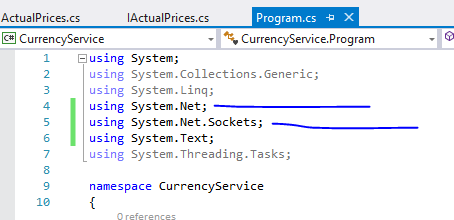 ActualPrices.cs IActualPrices.cs Program.cs
C# CurrencyService CurrencyService.Program
1 using System;
2 using System.Collections.Generic;
3 using System.Linq;
4 using System.Net;
5 using System.Net.Sockets;
6 using System.Text;
7 using System.Threading.Tasks;
8
9 namespace CurrencyService
10 {
0 references